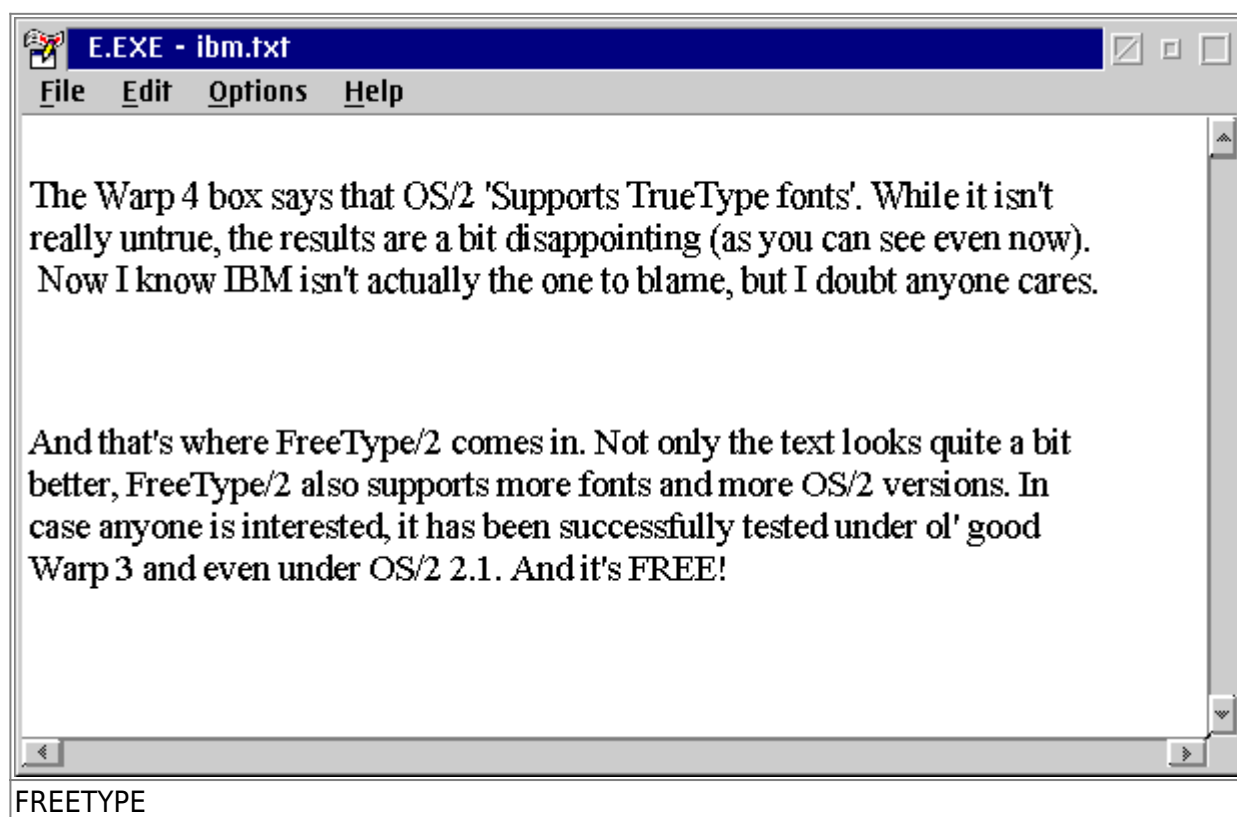 E.EXE - ibm.txt
File Edit Options Help
The Warp 4 box says that OS/2 'Supports TrueType fonts'. While it isn't
really untrue, the results are a bit disappointing (as you can see even now).
Now I know IBM isn't actually the one to blame, but I doubt anyone cares.
And that's where FreeType/2 comes in. Not only the text looks quite a bit
better, FreeType/2 also supports more fonts and more OS/2 versions. In
case anyone is interested, it has been successfully tested under ol' good
Warp 3 and even under OS/2 2.1. And it's FREE!
FREETYPE